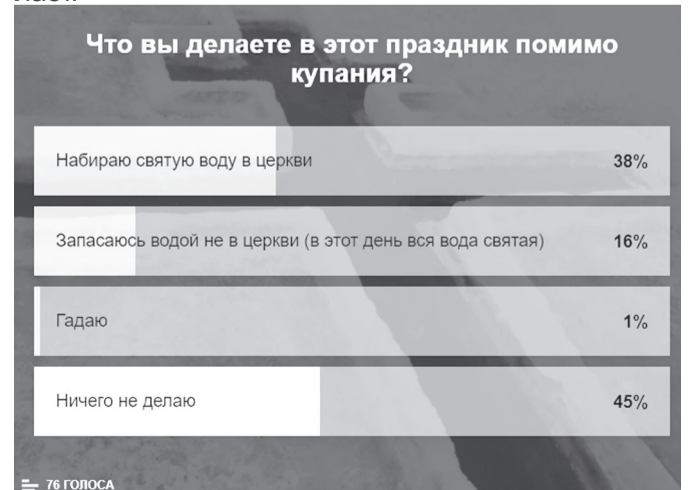 Что вы делаете в этот праздник помимо
купания?
Набираю святую воду в церкви 38%
Запасаюсь водой не в церкви (в этот день вся вода святая) 16%
Гадаю 1%
Ничего не делаю 45%
76 ГОЛОСА